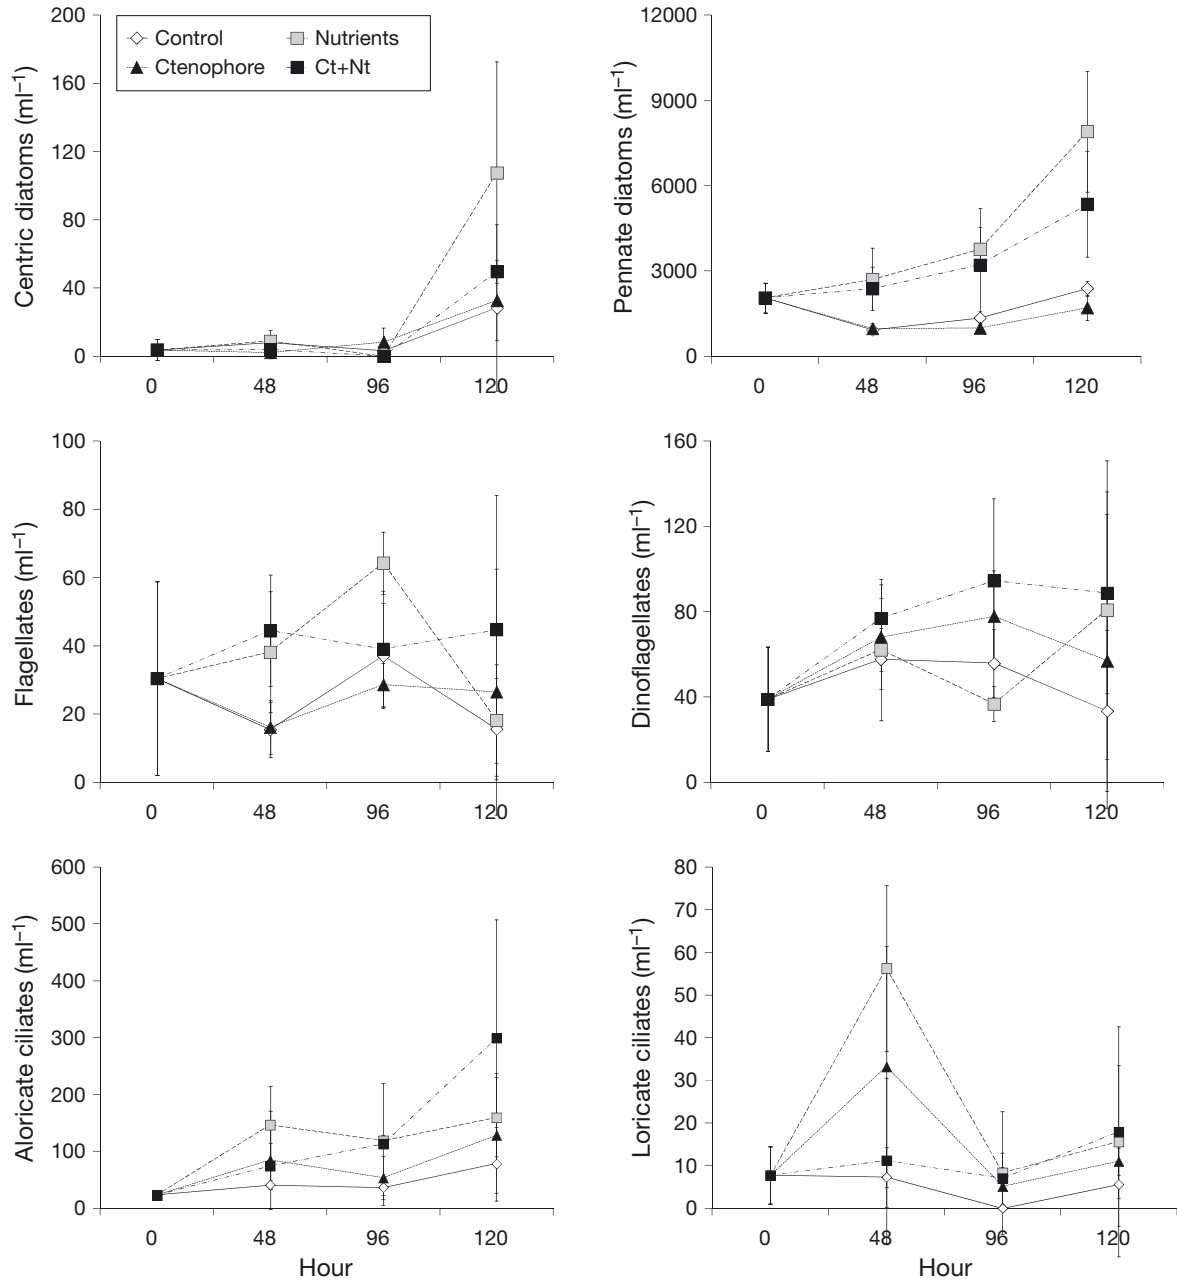 200
160
120
80
40
0
Centric diatoms (ml⁻¹)
Control
Nutrients
Ctenophore
Ct+Nt
0 48 96 120
12000
9000
6000
3000
0
Pennate diatoms (ml⁻¹)
0 48 96 120
100
80
60
40
20
0
Flagellates (ml⁻¹)
0 48 96 120
160
120
80
40
0
Dinoflagellates (ml⁻¹)
0 48 96 120
600
500
400
300
200
100
0
Aloricate ciliates (ml⁻¹)
0 48 96 120
Hour
80
70
60
50
40
30
20
10
0
Loricate ciliates (ml⁻¹)
0 48 96 120
Hour